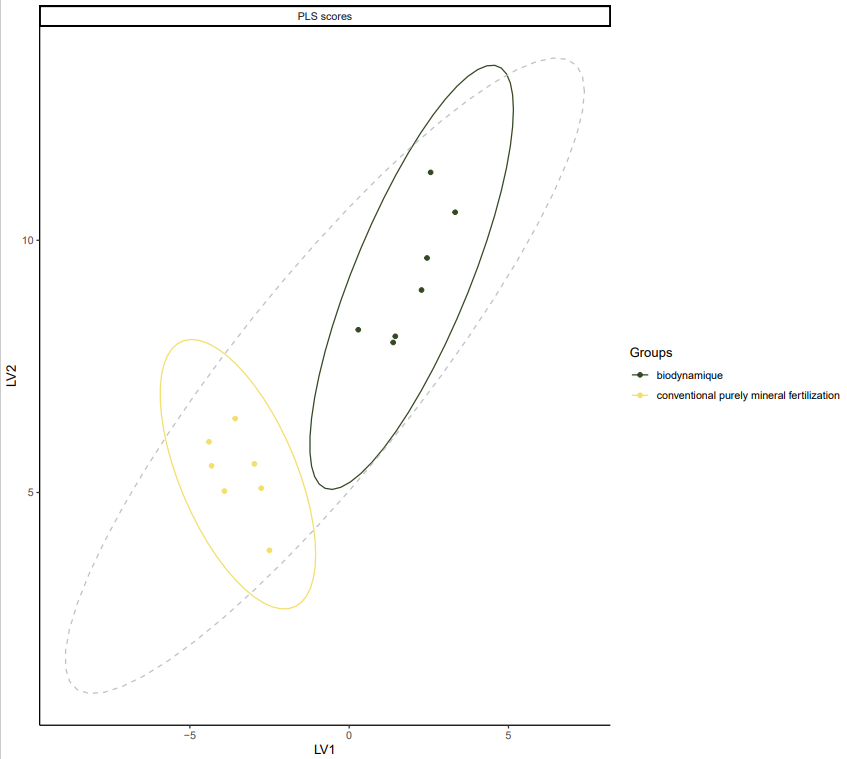 PLS scores
10
5
LV2
−5
0
5
LV1
Groups
biodynamique
conventional purely mineral fertilization